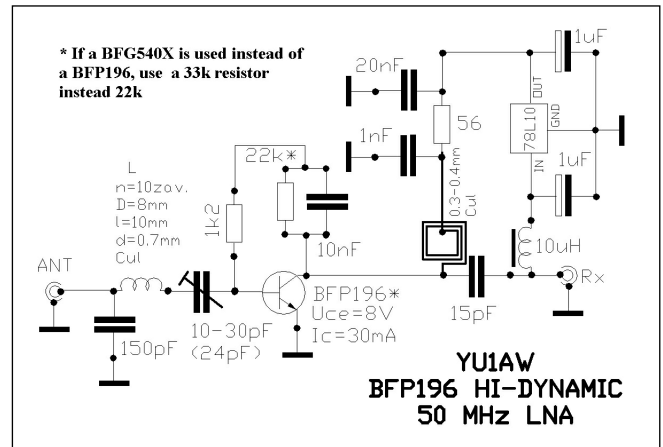 * If a BFG540X is used instead of
a BFP196, use a 33k resistor
instead 22k
20nF
1uF
OUT
78L10
GND
IN
56
1nF
0.3-0.4mm
Cul
1uF
10uH
L
n=10zav.
D=8mm
l=10mm
d=0.7mm
Cul
22k*
1k2
10nF
ANT
150pF
10-30pF
(24pF)
BFP196*
Uce=8V
Ic=30mA
15pF
Rx
YU1AW
BFP196 HI-DYNAMIC
50 MHz LNA